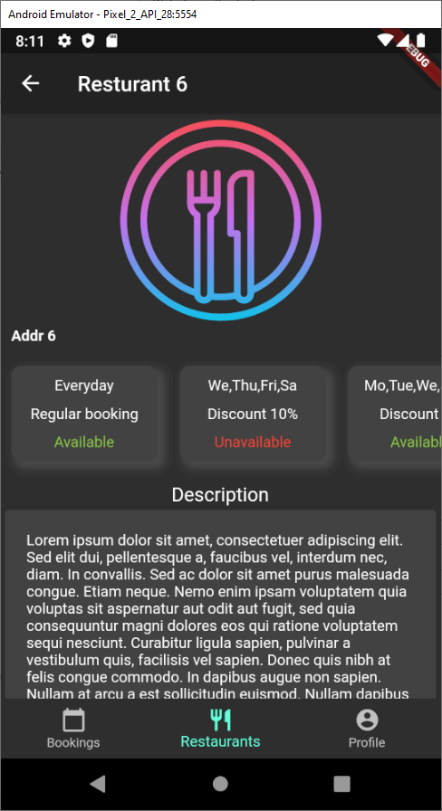 Android Emulator - Pixel_2_API_28:5554
8:11
DEBUG
Resturant 6
Addr 6
Everyday
Regular booking
Available
We,Thu,Fri,Sa
Discount 10%
Unavailable
Mo,Tue,We,
Discount
Availabl
Description
Lorem ipsum dolor sit amet, consectetuer adipiscing elit.
Sed elit dui, pellentesque a, faucibus vel, interdum nec,
diam. In convallis. Sed ac dolor sit amet purus malesuada
congue. Etiam neque. Nemo enim ipsam voluptatem quia
voluptas sit aspernatur aut odit aut fugit, sed quia
consequuntur magni dolores eos qui ratione voluptatem
sequi nesciunt. Curabitur ligula sapien, pulvinar a
vestibulum quis, facilisis vel sapien. Donec quis nibh at
felis congue commodo. In dapibus augue non sapien.
Nullam at arcu a est sollicitudin euismod. Nullam dapibus
Bookings
Restaurants
Profile